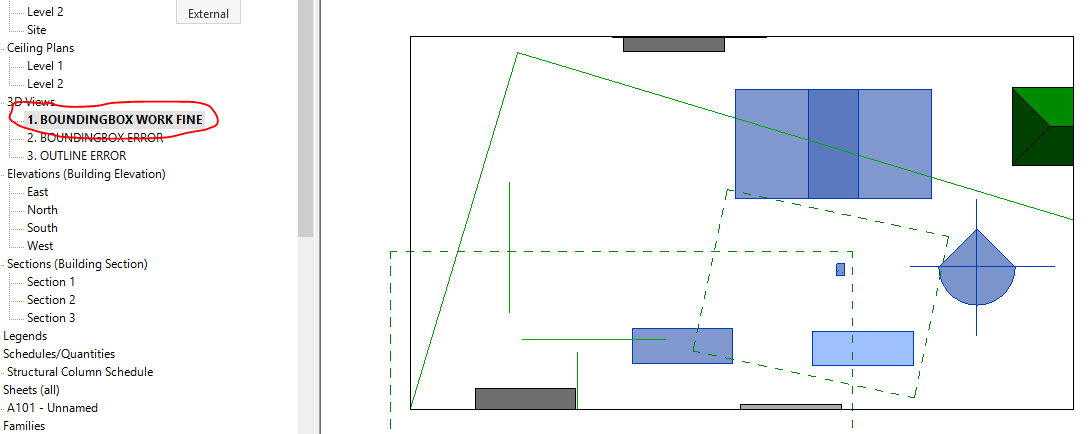 Level 2
External
Site
Ceiling Plans
Level 1
Level 2
3D Views
1. BOUNDINGBOX WORK FINE
2. BOUNDINGBOX ERROR
3. OUTLINE ERROR
Elevations (Building Elevation)
East
North
South
West
Sections (Building Section)
Section 1
Section 2
Section 3
Legends
Schedules/Quantities
Structural Column Schedule
Sheets (all)
A101 - Unnamed
Families